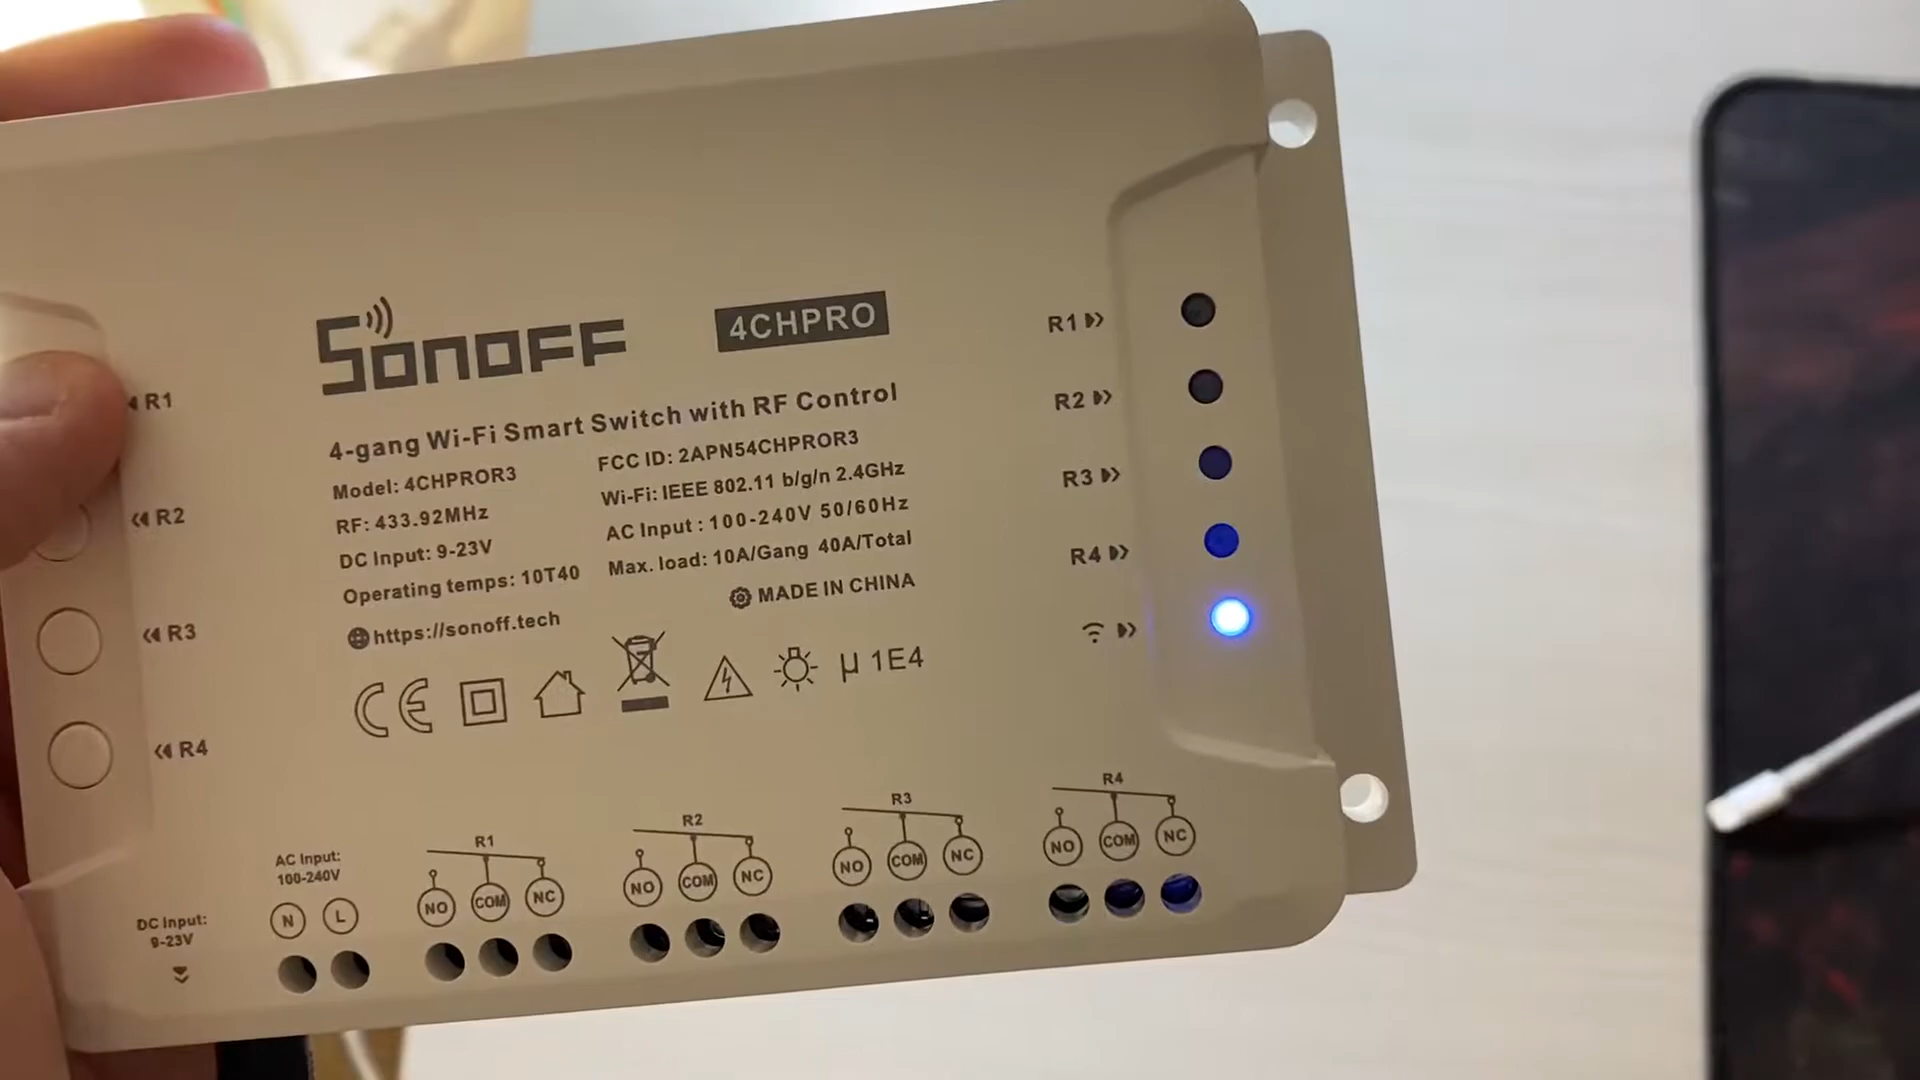 SONOFF
4CHPRO
4-gang Wi-Fi Smart Switch with RF Control
Model: 4CHPROR3
RF: 433.92MHz
DC Input: 9-23V
Operating temps: 10T40
https://sonoff.tech
FCC ID: 2APN54CHPROR3
Wi-Fi: IEEE 802.11 b/g/n 2.4GHz
AC Input : 100-240V 50/60Hz
Max. load: 10A/Gang 40A/Total
MADE IN CHINA
CE
μ 1E4
R1
R2
R3
R4
R1
R2
R3
R4
AC Input:
100-240V
N L
DC Input:
9-23V
R1
NO COM NC
R2
NO COM NC
R3
NO COM NC
R4
NO COM NC